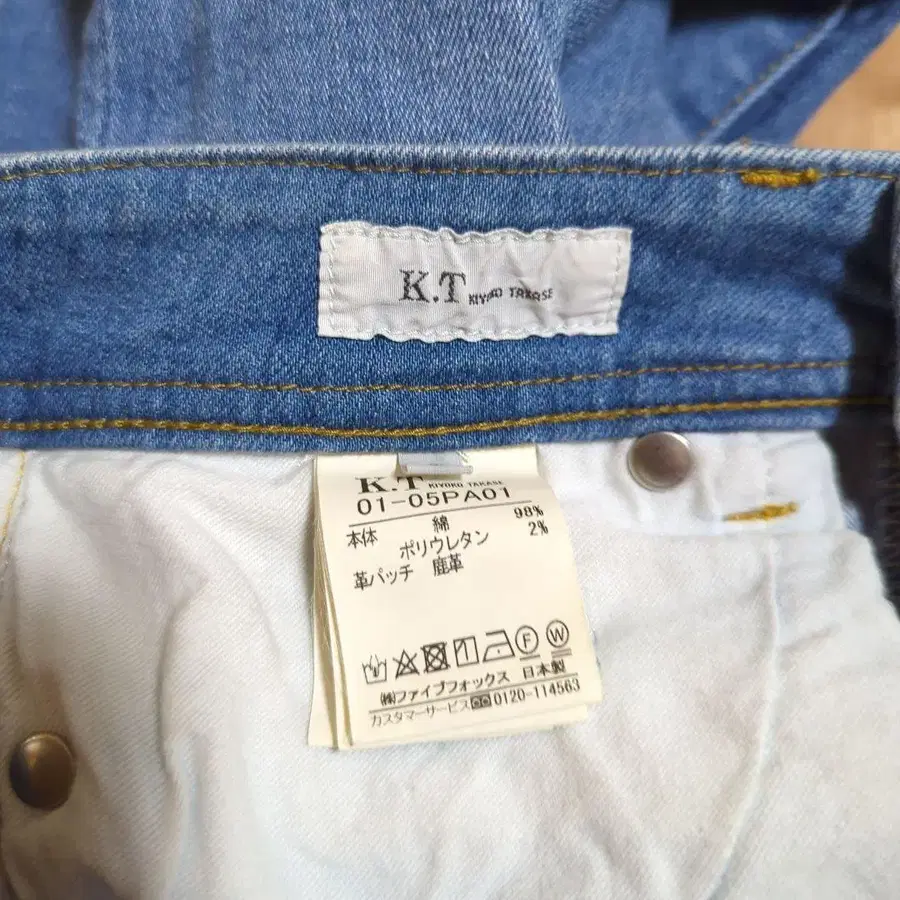 K.T KIYOKO TAKASE
K.T KIYOKO TAKASE
01-05PA01
本体 綿 98%
ポリウレタン 2%
革パッチ 鹿革
F W
㈱ファイブフォックス 日本製
カスタマーサービス 0120-114563